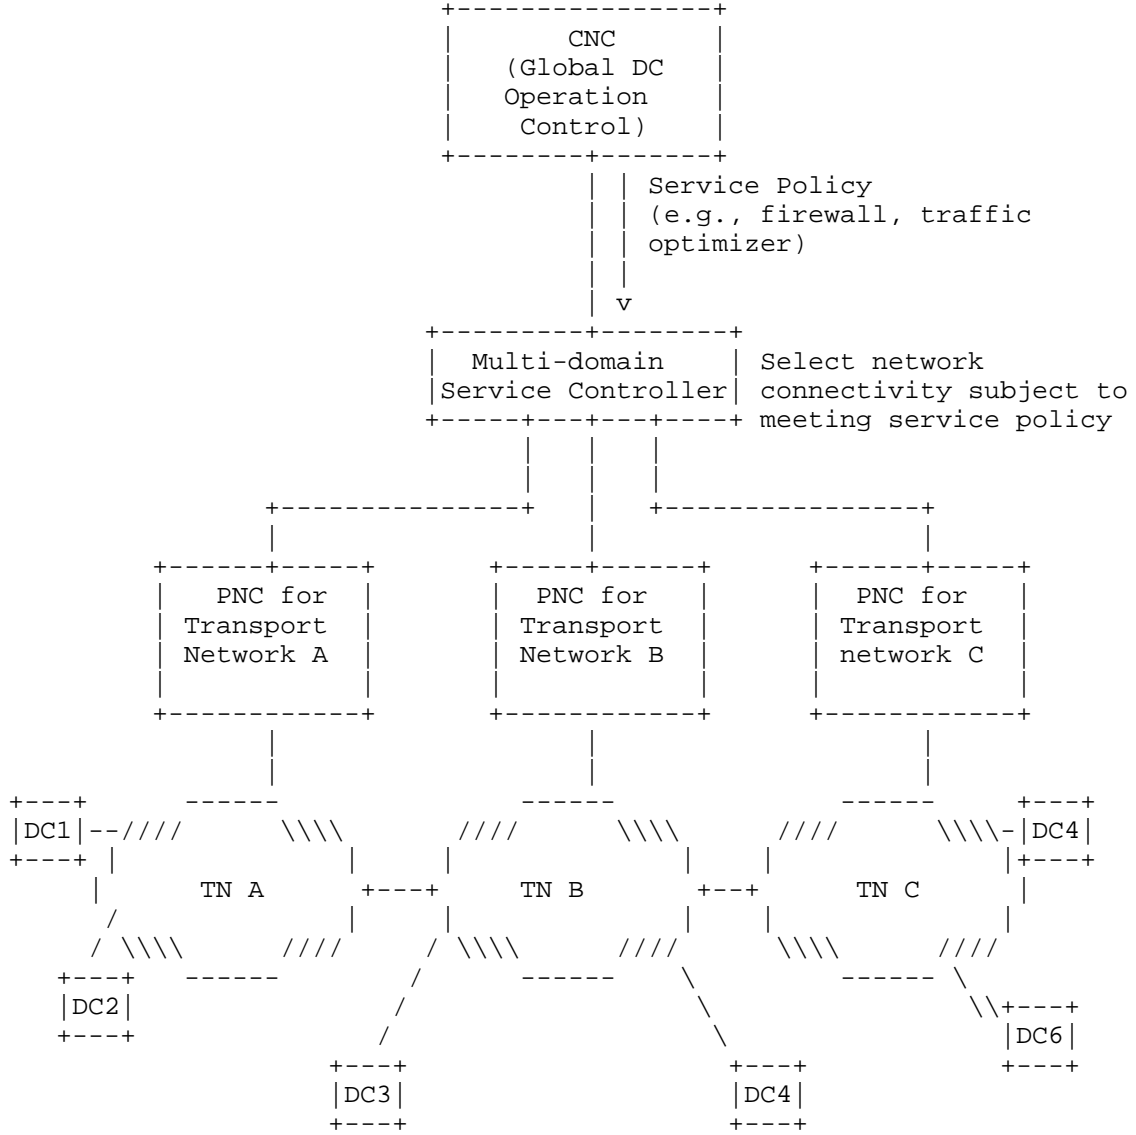 CNC
(Global DC
Operation
Control)
Service Policy
(e.g., firewall, traffic
optimizer)
v
Multi-domain
Service Controller
Select network
connectivity subject to
meeting service policy
PNC for
Transport
Network A
PNC for
Transport
Network B
PNC for
Transport
network C
DC1
DC4
TN A
TN B
TN C
DC2
DC6
DC3
DC4